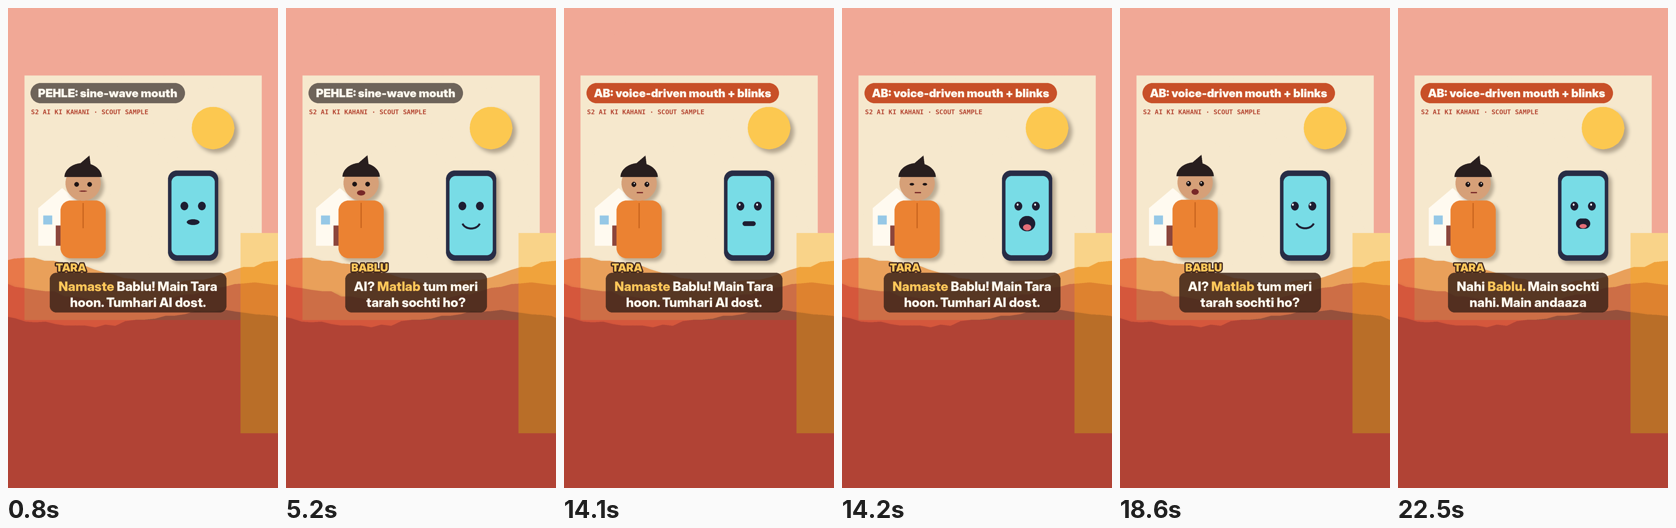 PEHLE: sine-wave mouth
S2 AI KI KAHANI · SCOUT SAMPLE
TARA
Namaste Bablu! Main Tara
hoon. Tumhari AI dost.
0.8s
PEHLE: sine-wave mouth
S2 AI KI KAHANI · SCOUT SAMPLE
BABLU
AI? Matlab tum meri
tarah sochti ho?
5.2s
AB: voice-driven mouth + blinks
S2 AI KI KAHANI · SCOUT SAMPLE
TARA
Namaste Bablu! Main Tara
hoon. Tumhari AI dost.
14.1s
AB: voice-driven mouth + blinks
S2 AI KI KAHANI · SCOUT SAMPLE
TARA
Namaste Bablu! Main Tara
hoon. Tumhari AI dost.
14.2s
AB: voice-driven mouth + blinks
S2 AI KI KAHANI · SCOUT SAMPLE
BABLU
AI? Matlab tum meri
tarah sochti ho?
18.6s
AB: voice-driven mouth + blinks
S2 AI KI KAHANI · SCOUT SAMPLE
TARA
Nahi Bablu. Main sochti
nahi. Main andaaza
22.5s